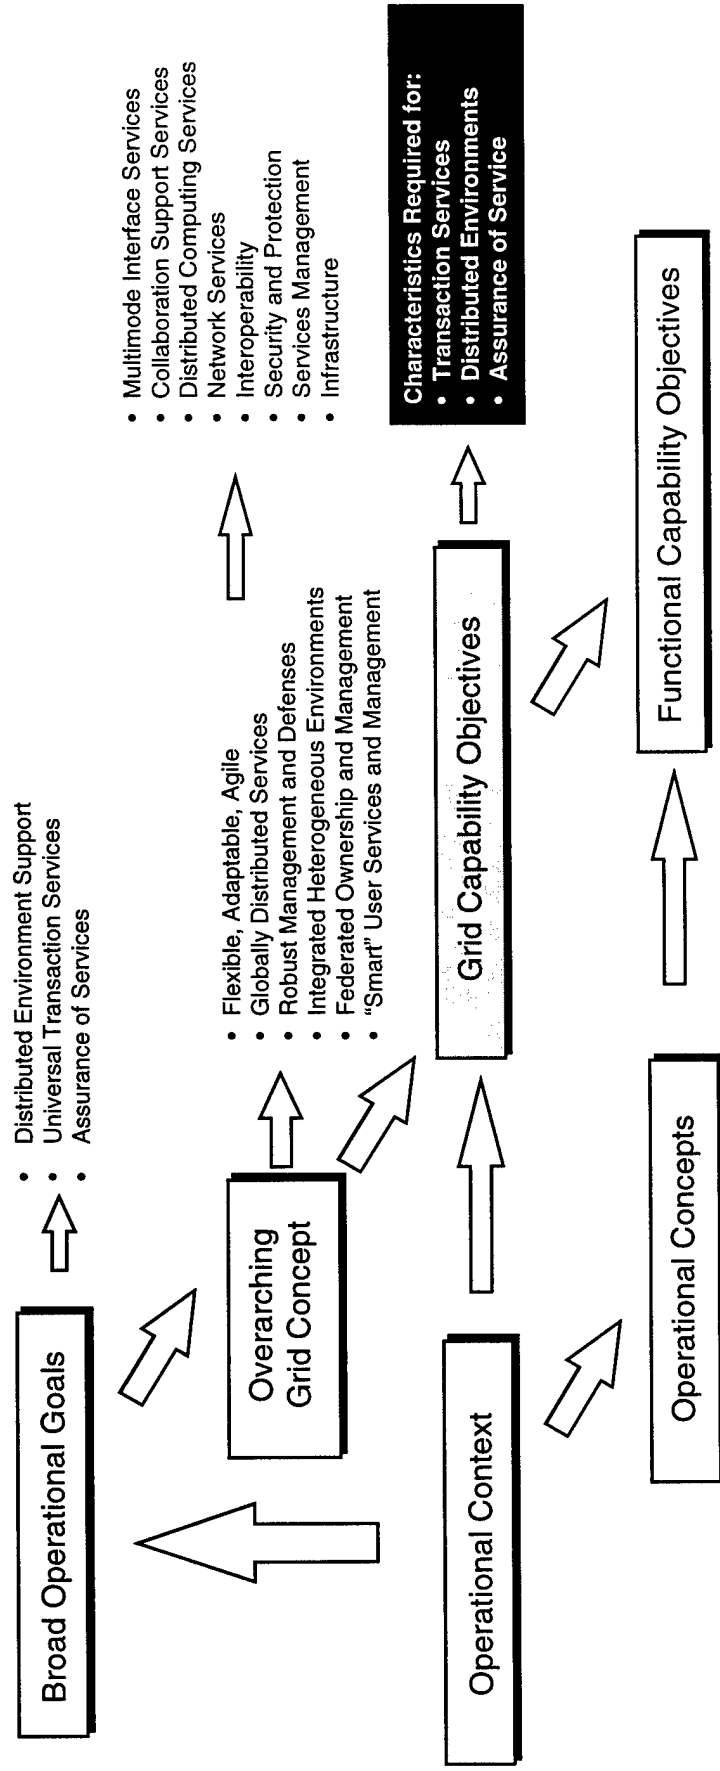 Broad Operational Goals
• Distributed Environment Support
• Universal Transaction Services
• Assurance of Services
Overarching
Grid Concept
• Flexible, Adaptable, Agile
• Globally Distributed Services
• Robust Management and Defenses
• Integrated Heterogeneous Environments
• Federated Ownership and Management
• “Smart” User Services and Management
• Multimode Interface Services
• Collaboration Support Services
• Distributed Computing Services
• Network Services
• Interoperability
• Security and Protection
• Services Management
• Infrastructure
Operational Context
Grid Capability Objectives
Characteristics Required for:
• Transaction Services
• Distributed Environments
• Assurance of Service
Operational Concepts
Functional Capability Objectives